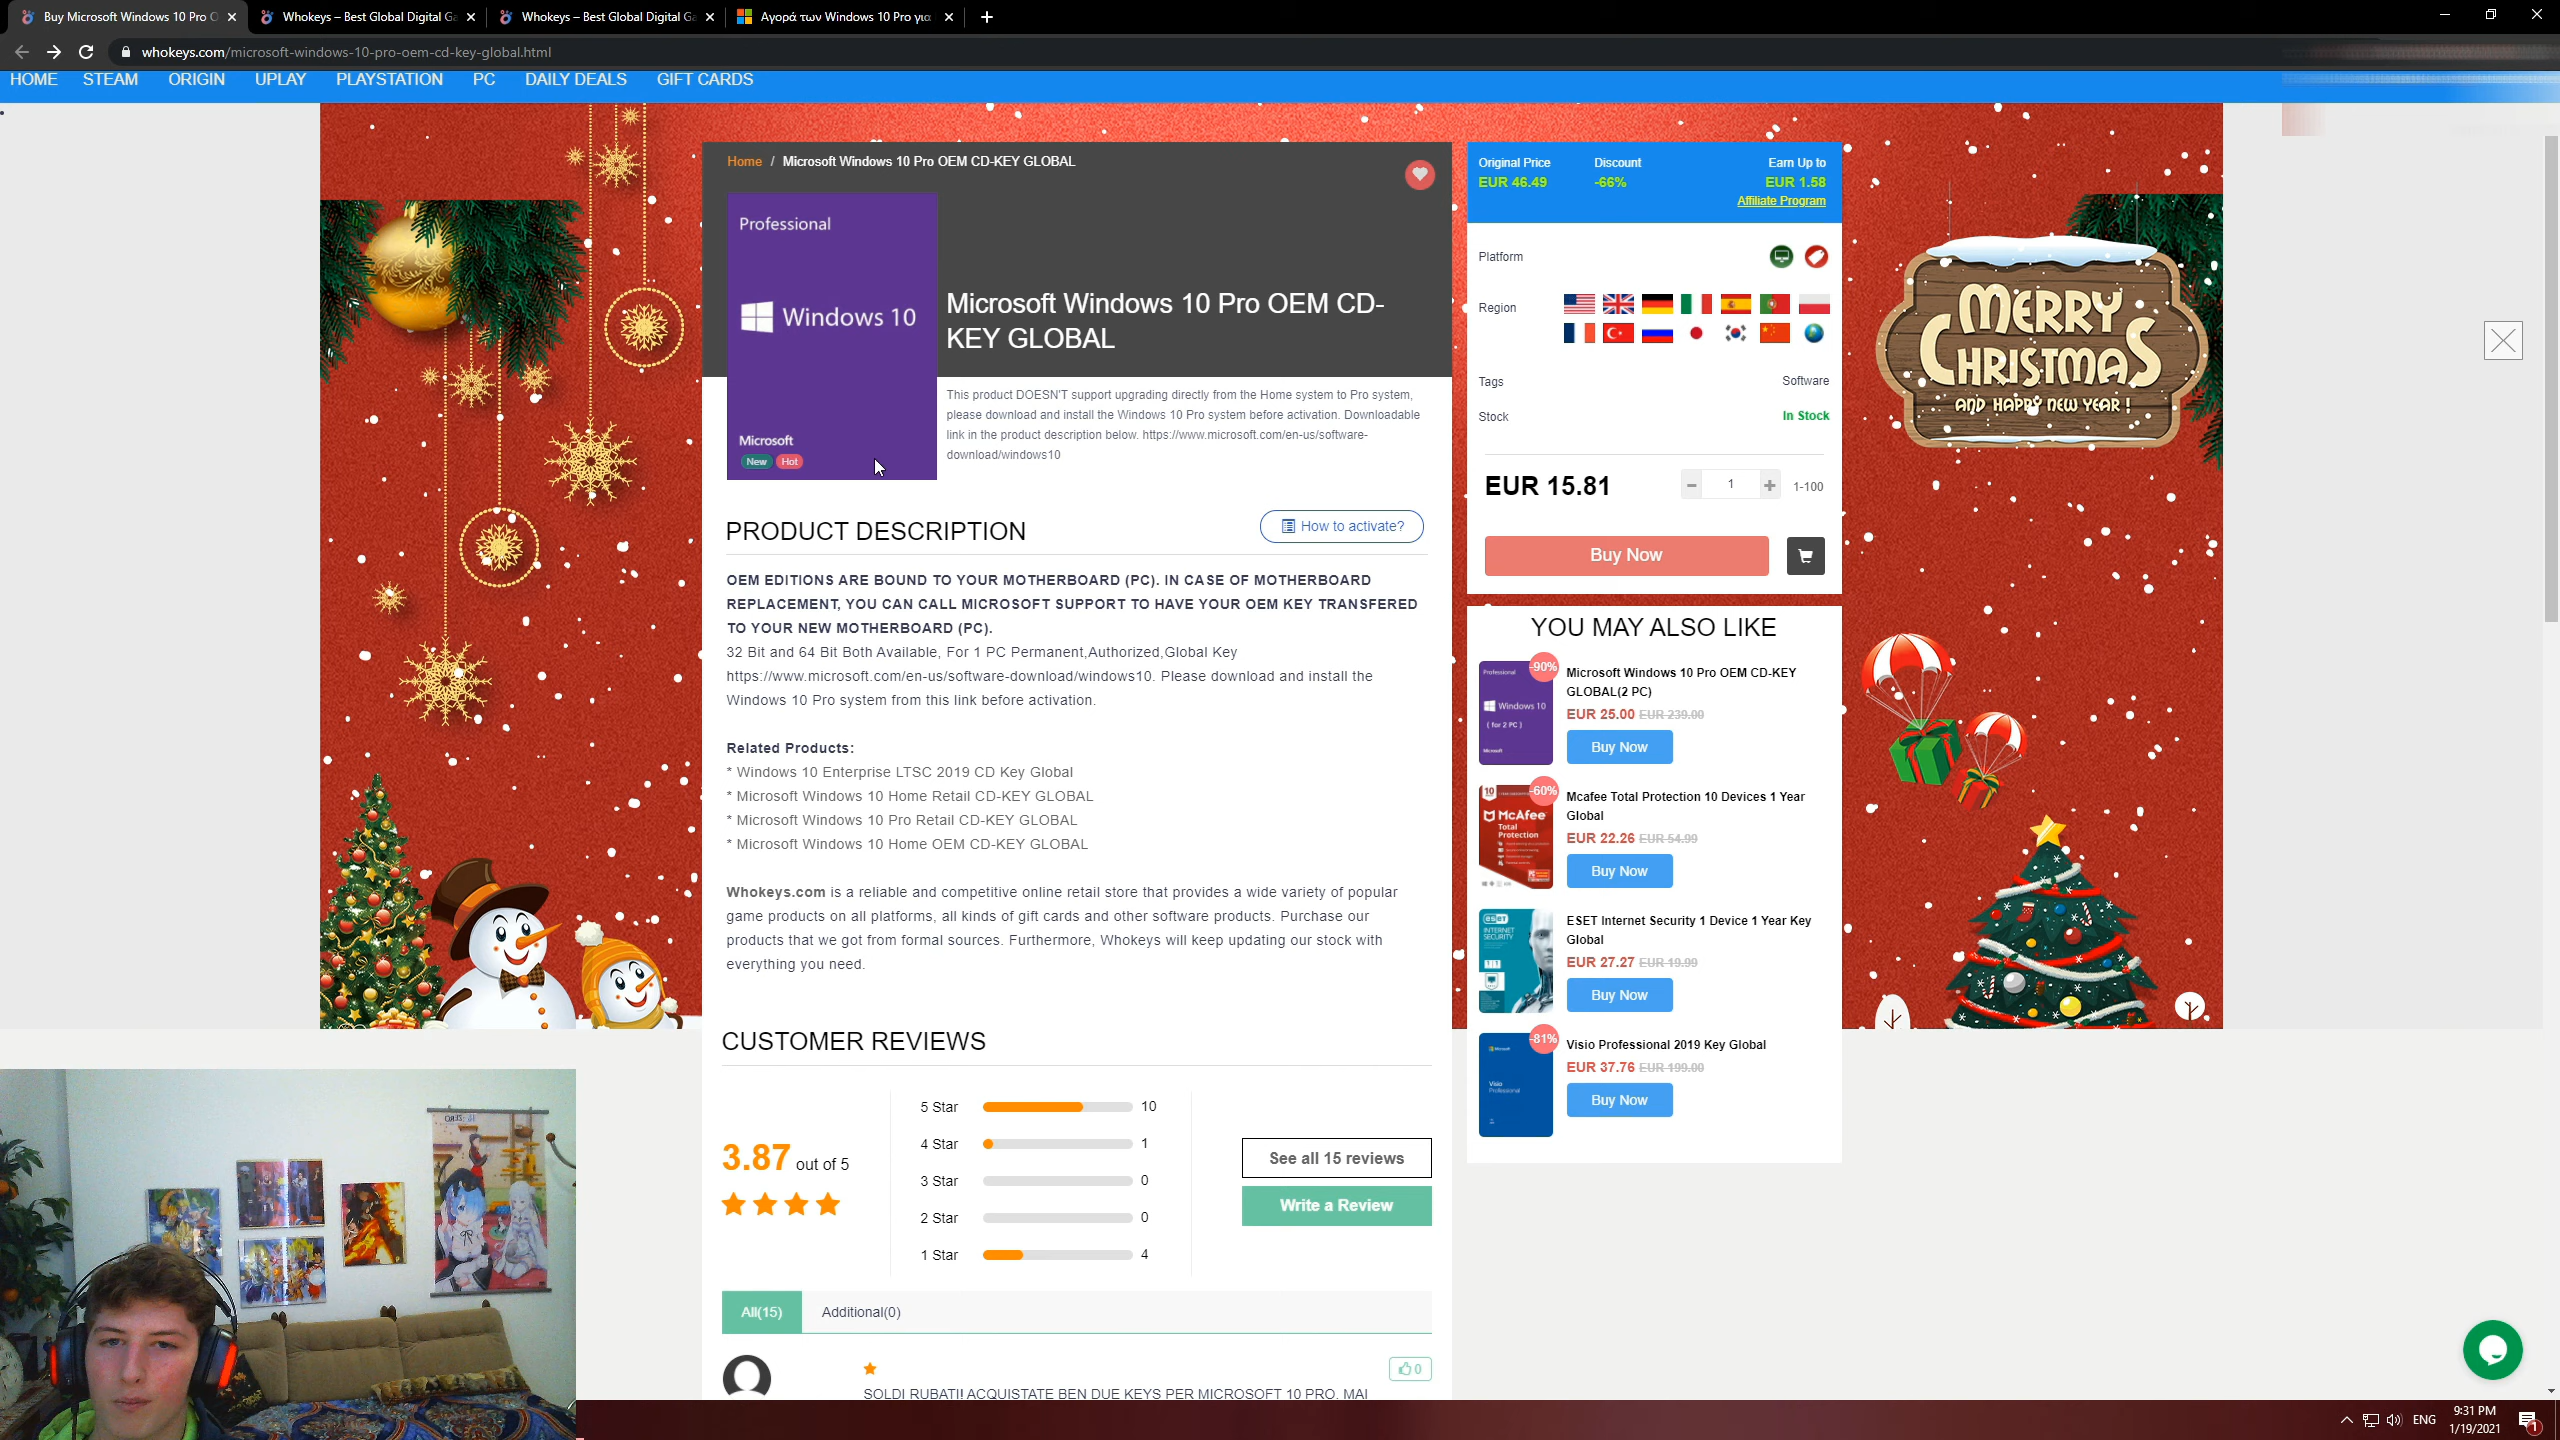 Buy Microsoft Windows 10 Pro O
Whokeys – Best Global Digital Ga
Whokeys – Best Global Digital Ga
Αγορά των Windows 10 Pro για
whokeys.com/microsoft-windows-10-pro-oem-cd-key-global.html
HOME STEAM ORIGIN UPLAY PLAYSTATION PC DAILY DEALS GIFT CARDS
Home / Microsoft Windows 10 Pro OEM CD-KEY GLOBAL
Professional
Windows 10
Microsoft
New Hot
Microsoft Windows 10 Pro OEM CD-
KEY GLOBAL
This product DOESN'T support upgrading directly from the Home system to Pro system,
please download and install the Windows 10 Pro system before activation. Downloadable
link in the product description below. https://www.microsoft.com/en-us/software-
download/windows10
PRODUCT DESCRIPTION
How to activate?
OEM EDITIONS ARE BOUND TO YOUR MOTHERBOARD (PC). IN CASE OF MOTHERBOARD
REPLACEMENT, YOU CAN CALL MICROSOFT SUPPORT TO HAVE YOUR OEM KEY TRANSFERED
TO YOUR NEW MOTHERBOARD (PC).
32 Bit and 64 Bit Both Available, For 1 PC Permanent,Authorized,Global Key
https://www.microsoft.com/en-us/software-download/windows10. Please download and install the
Windows 10 Pro system from this link before activation.
Related Products:
* Windows 10 Enterprise LTSC 2019 CD Key Global
* Microsoft Windows 10 Home Retail CD-KEY GLOBAL
* Microsoft Windows 10 Pro Retail CD-KEY GLOBAL
* Microsoft Windows 10 Home OEM CD-KEY GLOBAL
Whokeys.com is a reliable and competitive online retail store that provides a wide variety of popular
game products on all platforms, all kinds of gift cards and other software products. Purchase our
products that we got from formal sources. Furthermore, Whokeys will keep updating our stock with
everything you need.
CUSTOMER REVIEWS
3.87 out of 5
5 Star 10
4 Star 1
3 Star 0
2 Star 0
1 Star 4
See all 15 reviews
Write a Review
All(15) Additional(0)
0
SOLDI RUBATI! ACQUISTATE BEN DUE KEYS PER MICROSOFT 10 PRO. MAI
Original Price Discount Earn Up to
EUR 46.49 -66% EUR 1.58
Affiliate Program
Platform
Region
Tags Software
Stock In Stock
EUR 15.81 − 1 + 1-100
Buy Now
YOU MAY ALSO LIKE
Professional
Windows 10
( for 2 PC )
Microsoft
-90%
Microsoft Windows 10 Pro OEM CD-KEY
GLOBAL(2 PC)
EUR 25.00 EUR 239.00
Buy Now
10
McAfee
Total
Protection
-60%
Mcafee Total Protection 10 Devices 1 Year
Global
EUR 22.26 EUR 54.99
Buy Now
eset
INTERNET
SECURITY
ESET Internet Security 1 Device 1 Year Key
Global
EUR 27.27 EUR 19.99
Buy Now
Visio
Professional
-81%
Visio Professional 2019 Key Global
EUR 37.76 EUR 199.00
Buy Now
MERRY
CHRISTMAS
AND HAPPY NEW YEAR !
ENG
9:31 PM
1/19/2021
1